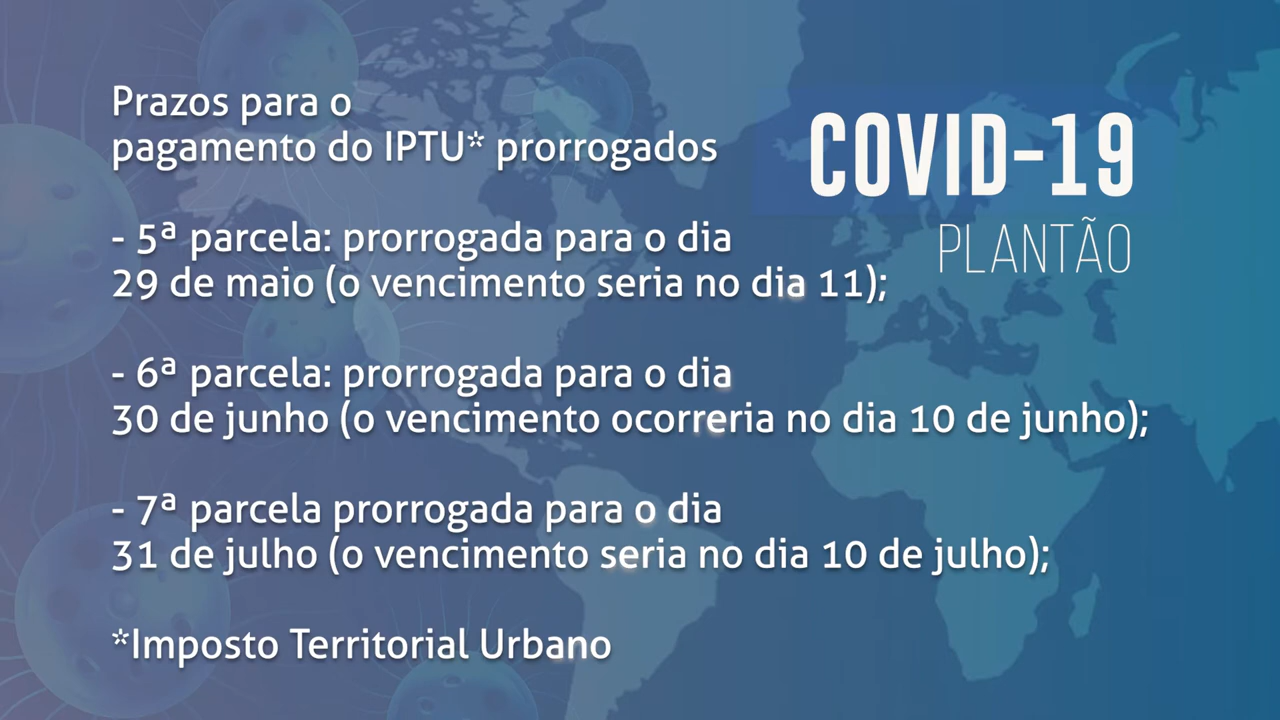 Prazos para o
pagamento do IPTU* prorrogados
COVID-19
PLANTÃO
- 5ª parcela: prorrogada para o dia
29 de maio (o vencimento seria no dia 11);
- 6ª parcela: prorrogada para o dia
30 de junho (o vencimento ocorreria no dia 10 de junho);
- 7ª parcela prorrogada para o dia
31 de julho (o vencimento seria no dia 10 de julho);
*Imposto Territorial Urbano